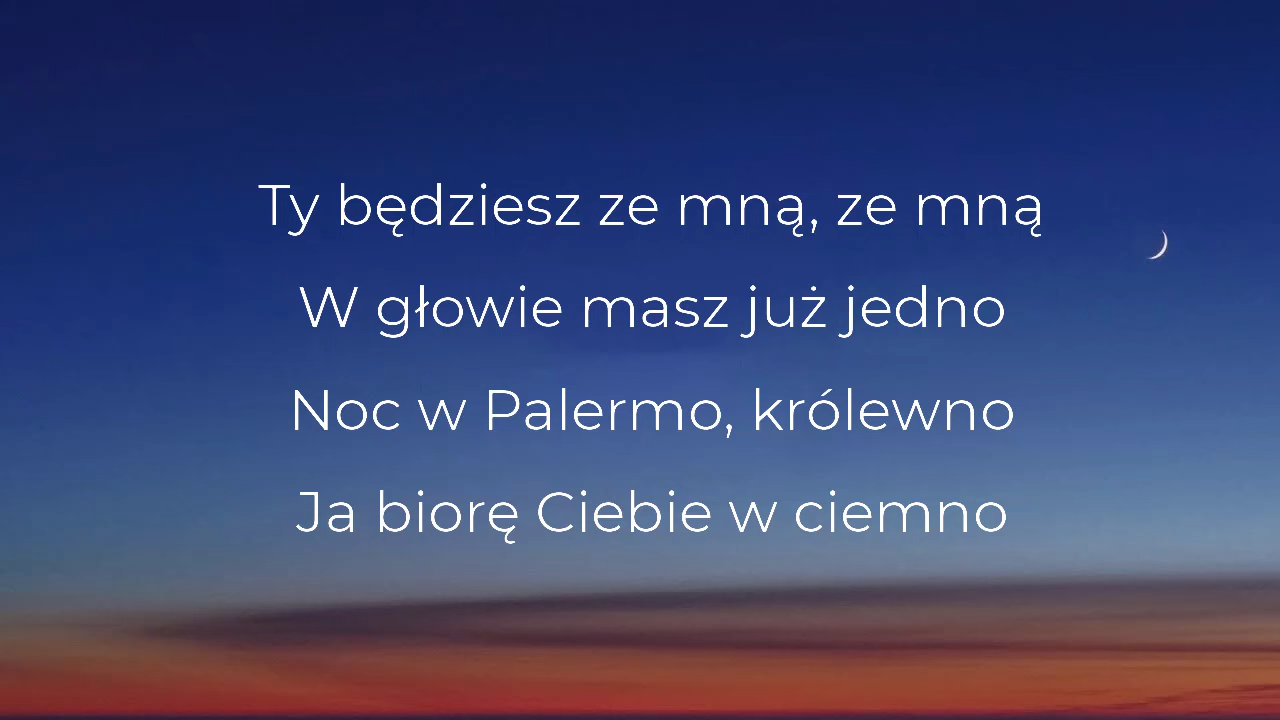 Ty będziesz ze mną, ze mną
W głowie masz już jedno
Noc w Palermo, królewno
Ja biorę Ciebie w ciemno